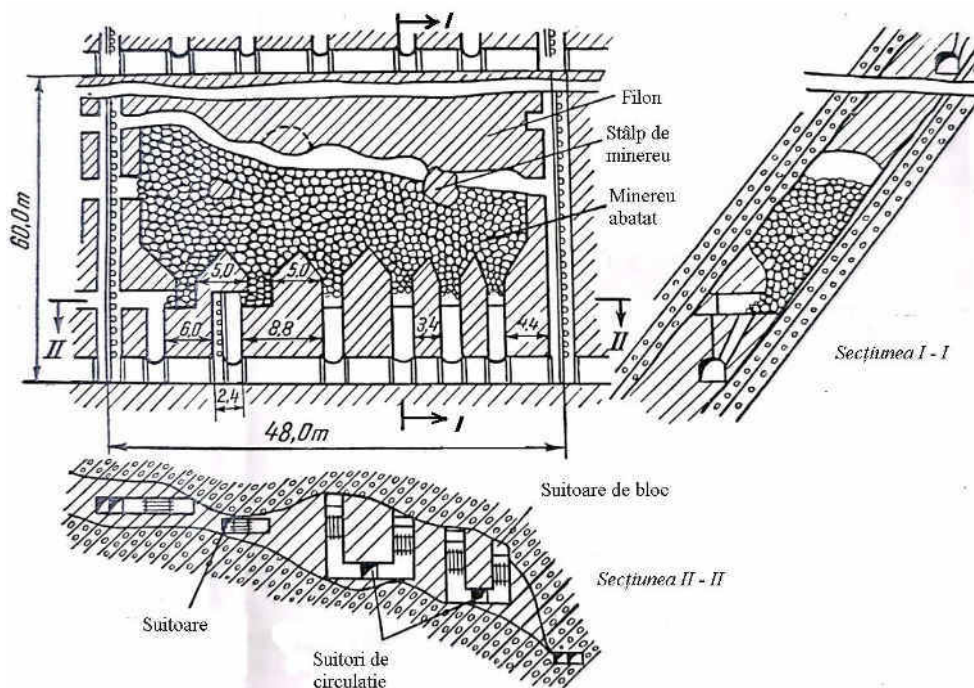 I
Filon
Stâlp de
minereu
Minereu
abatat
60,0m
5,0
5,0
II
6,0
8,8
3,4
4,4
II
Secțiunea I - I
2,4
I
48,0m
Suitoare de bloc
Secțiunea II - II
Suitoare
Suitori de
circulatie